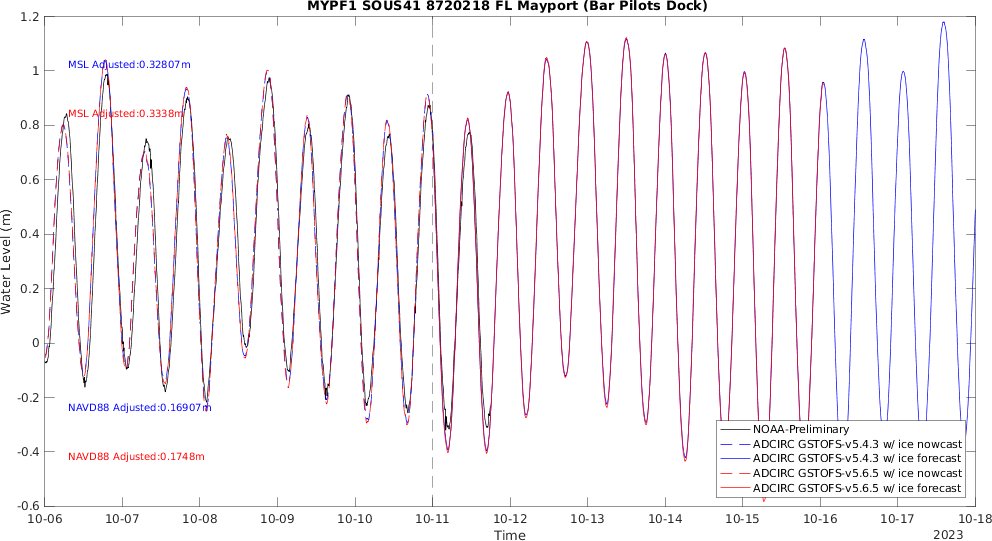 MYPF1 SOUS41 8720218 FL Mayport (Bar Pilots Dock)
1.2
1
0.8
0.6
0.4
0.2
0
-0.2
-0.4
-0.6
Water Level (m)
MSL Adjusted:0.32807m
MSL Adjusted:0.3338m
NAVD88 Adjusted:0.16907m
NAVD88 Adjusted:0.1748m
NOAA-Preliminary
ADCIRC GSTOFS-v5.4.3 w/ ice nowcast
ADCIRC GSTOFS-v5.4.3 w/ ice forecast
ADCIRC GSTOFS-v5.6.5 w/ ice nowcast
ADCIRC GSTOFS-v5.6.5 w/ ice forecast
10-06 10-07 10-08 10-09 10-10 10-11 10-12 10-13 10-14 10-15 10-16 10-17 10-18
Time
2023